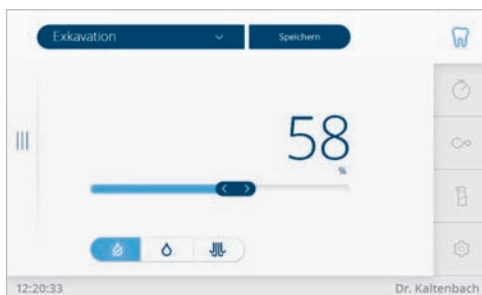 Exkavation
Speichern
58
%
12:20:33
Dr. Kaltenbach